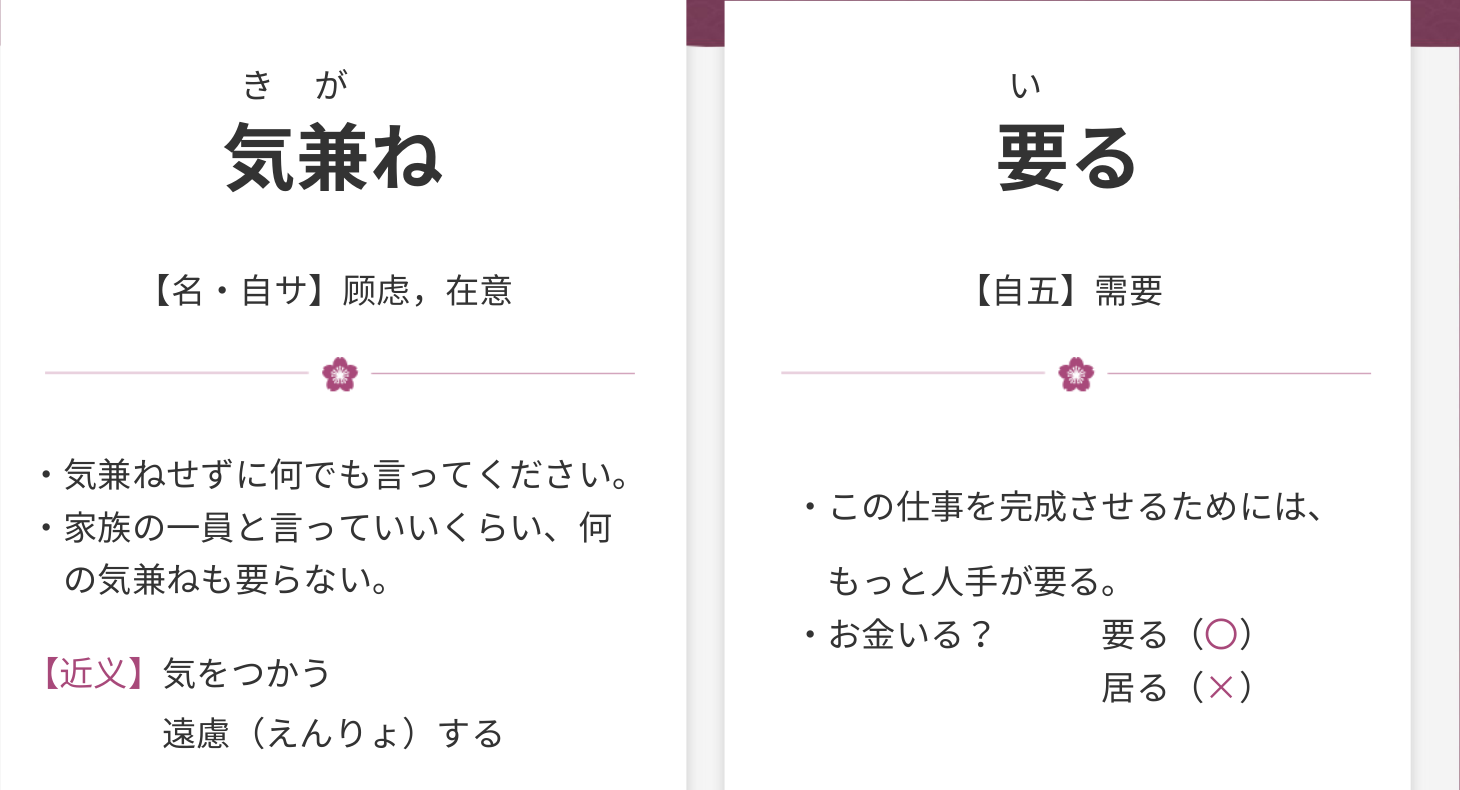 き が
気兼ね
【名・自サ】顾虑，在意
・気兼ねせずに何でも言ってください。
・家族の一員と言っていいくらい、何
の気兼ねも要らない。
【近义】気をつかう
遠慮（えんりょ）する
い
要る
【自五】需要
・この仕事を完成させるためには、
もっと人手が要る。
・お金いる？ 要る（〇）
居る（×）